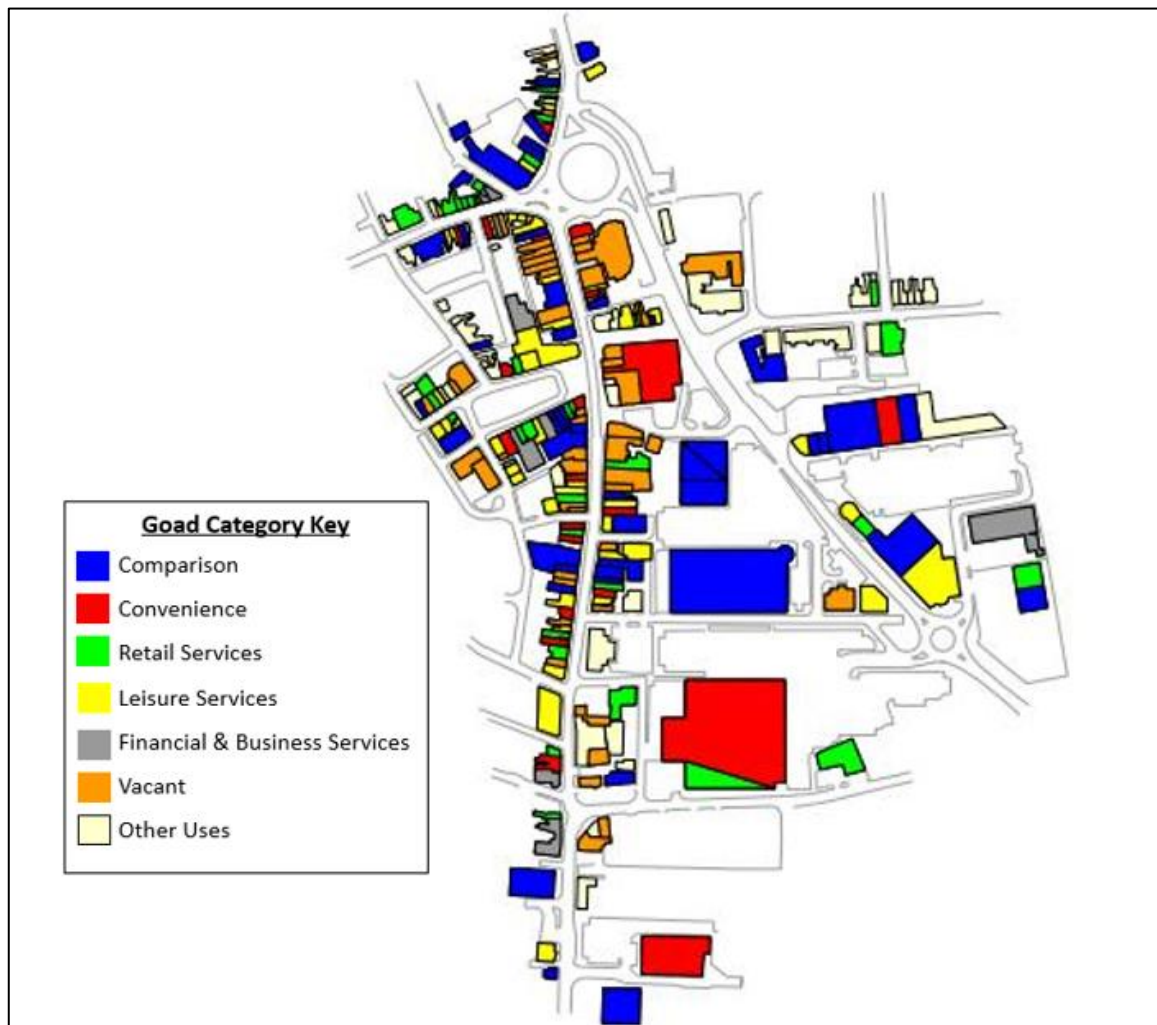 Goad Category Key
Comparison
Convenience
Retail Services
Leisure Services
Financial & Business Services
Vacant
Other Uses